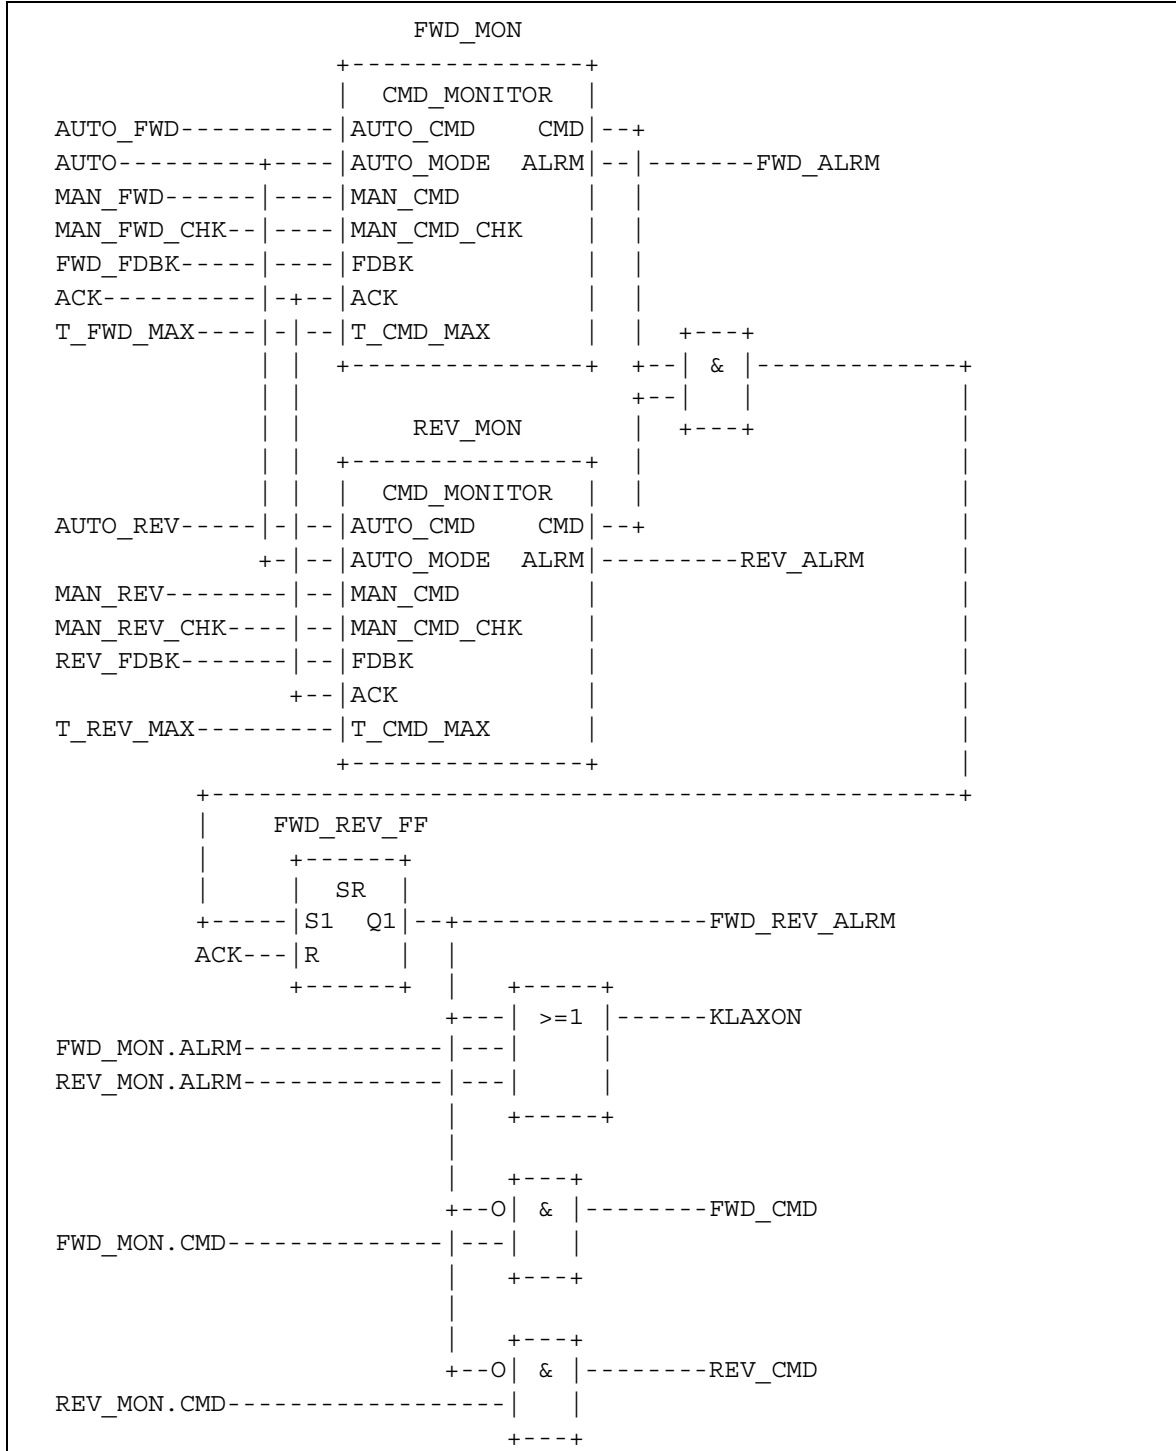 FWD_MON
+---------------+
| CMD_MONITOR |
AUTO_FWD----------|AUTO_CMD CMD|--+
AUTO---------+----|AUTO_MODE ALRM|--|-------FWD_ALRM
MAN_FWD------|----|MAN_CMD | |
MAN_FWD_CHK--|----|MAN_CMD_CHK | |
FWD_FDBK-----|----|FDBK | |
ACK----------|-+--|ACK | |
T_FWD_MAX----|-|--|T_CMD_MAX | | +---+
| | +---------------+ +--| & |-------------+
| | +--| | |
| | REV_MON | +---+ |
| | +---------------+ | |
| | | CMD_MONITOR | | |
AUTO_REV-----|-|--|AUTO_CMD CMD|--+ |
+-|--|AUTO_MODE ALRM|---------REV_ALRM |
MAN_REV--------|--|MAN_CMD | |
MAN_REV_CHK----|--|MAN_CMD_CHK | |
REV_FDBK-------|--|FDBK | |
+--|ACK | |
T_REV_MAX---------|T_CMD_MAX | |
+---------------+ |
+------------------------------------------------+
| FWD_REV_FF
| +------+
| | SR |
+-----|S1 Q1|--+----------------FWD_REV_ALRM
ACK---|R | |
+------+ | +-----+
+---| >=1 |------KLAXON
FWD_MON.ALRM-------------|---| |
REV_MON.ALRM-------------|---| |
| +-----+
|
| +---+
+--O| & |--------FWD_CMD
FWD_MON.CMD--------------|---| |
| +---+
|
| +---+
+--O| & |--------REV_CMD
REV_MON.CMD------------------| |
+---+